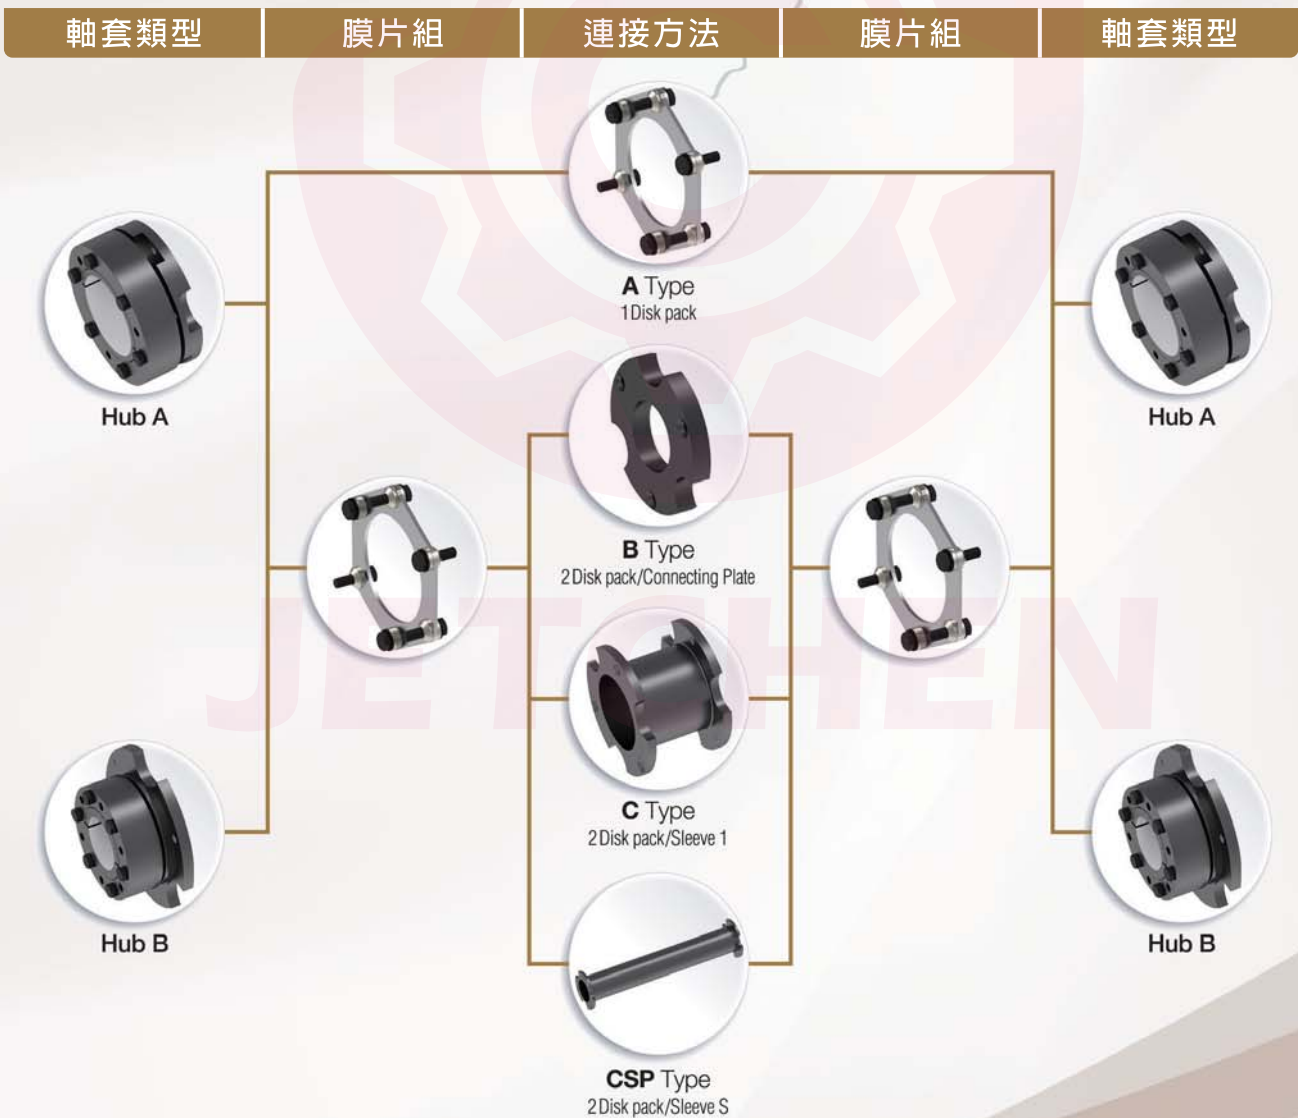 軸套類型
膜片組
連接方法
膜片組
軸套類型
A Type
1 Disk pack
Hub A
Hub A
B Type
2 Disk pack/Connecting Plate
JETCHEN
C Type
2 Disk pack/Sleeve 1
Hub B
Hub B
CSP Type
2 Disk pack/Sleeve S